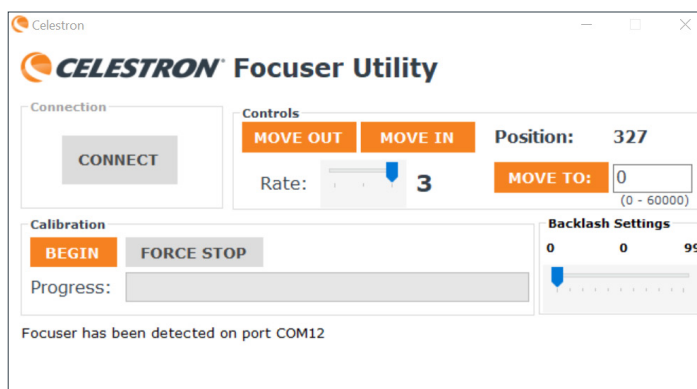 Celestron
CELESTRON Focuser Utility
Connection
CONNECT
Controls
MOVE OUT MOVE IN
Rate: 3
Position: 327
MOVE TO: 0
(0 - 60000)
Calibration
BEGIN FORCE STOP
Progress:
Backlash Settings
0 0 99
Focuser has been detected on port COM12